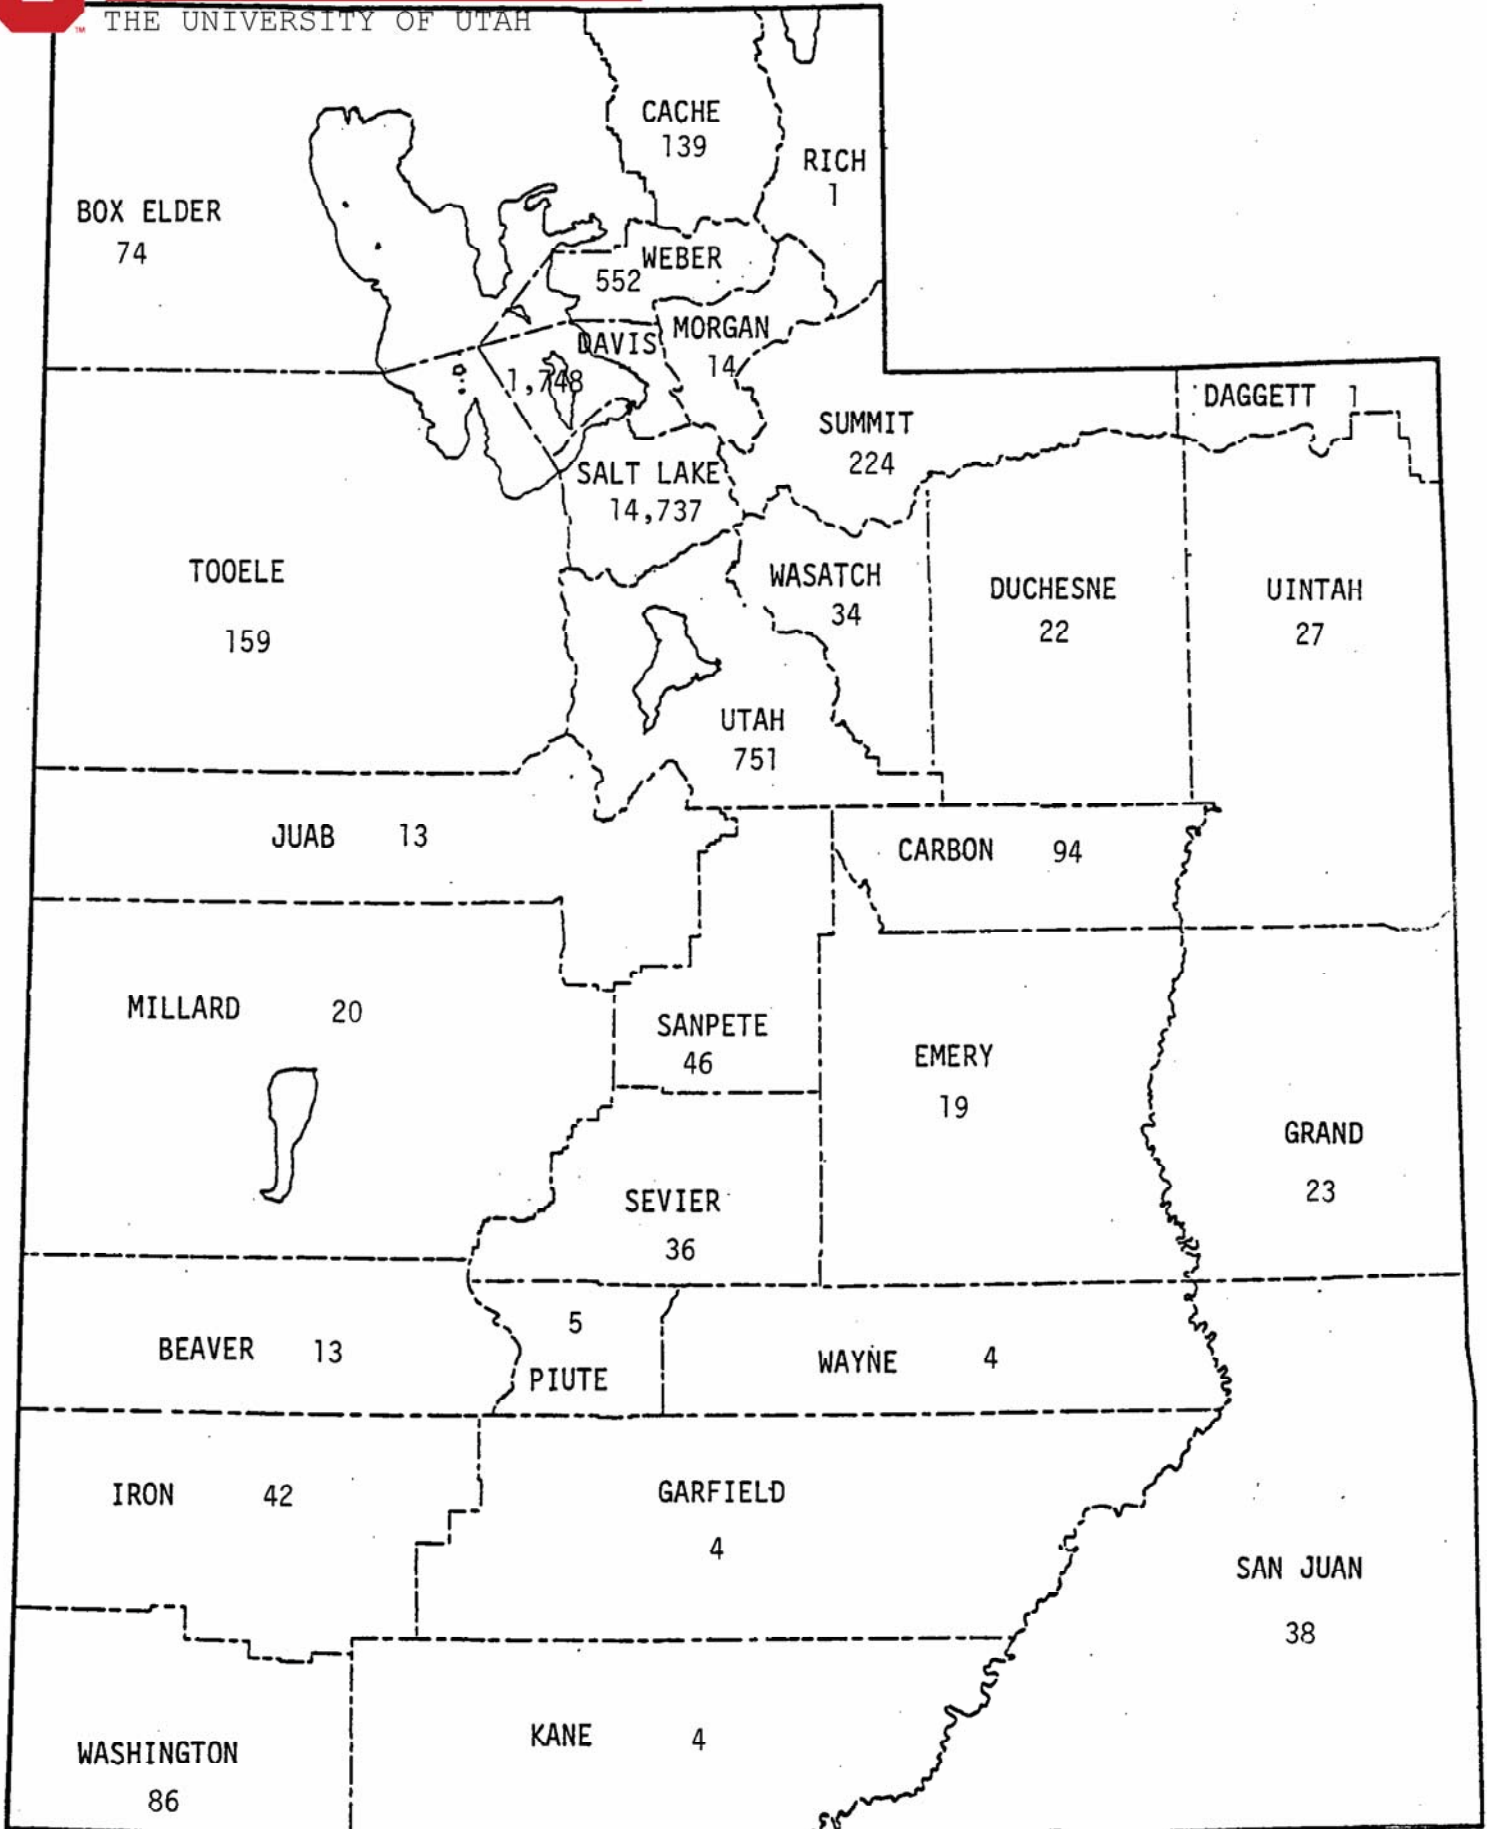 THE UNIVERSITY OF UTAH
CACHE
139
RICH
1
BOX ELDER
74
WEBER
552
MORGAN
14
DAVIS
1,748
DAGGETT 1
SUMMIT
224
SALT LAKE
14,737
TOOELE
159
WASATCH
34
DUCHESNE
22
UINTAH
27
UTAH
751
JUAB 13
CARBON 94
MILLARD 20
SANPETE
46
EMERY
19
GRAND
23
SEVIER
36
BEAVER 13
5
PIUTE
WAYNE 4
IRON 42
GARFIELD
4
SAN JUAN
38
WASHINGTON
86
KANE 4